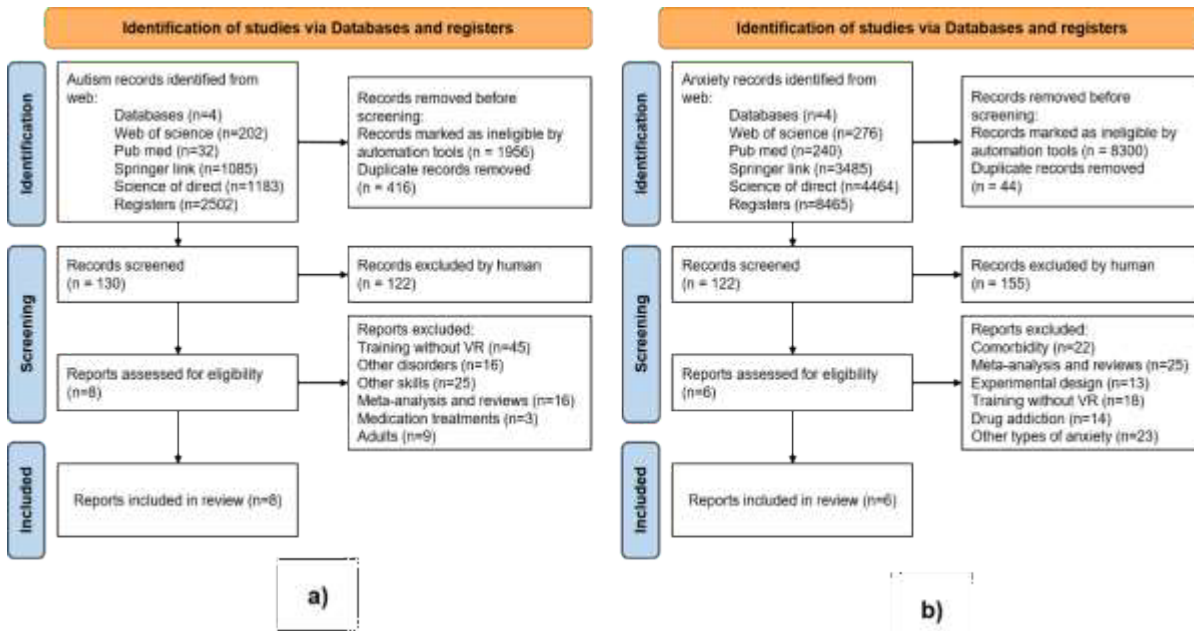 Identification of studies via Databases and registers
Identification
Autism records identified from
web:
Databases (n=4)
Web of science (n=202)
Pub med (n=32)
Springer link (n=1085)
Science of direct (n=1183)
Registers (n=2502)
Records removed before
screening:
Records marked as ineligible by
automation tools (n = 1956)
Duplicate records removed
(n = 416)
Screening
Records screened
(n = 130)
Records excluded by human
(n = 122)
Reports assessed for eligibility
(n=8)
Reports excluded:
Training without VR (n=45)
Other disorders (n=16)
Other skills (n=25)
Meta-analysis and reviews (n=16)
Medication treatments (n=3)
Adults (n=9)
Included
Reports included in review (n=8)
a)
Identification of studies via Databases and registers
Identification
Anxiety records identified from
web:
Databases (n=4)
Web of science (n=276)
Pub med (n=240)
Springer link (n=3485)
Science of direct (n=4464)
Registers (n=8465)
Records removed before
screening:
Records marked as ineligible by
automation tools (n = 8300)
Duplicate records removed
(n = 44)
Screening
Records screened
(n = 122)
Records excluded by human
(n = 155)
Reports assessed for eligibility
(n=6)
Reports excluded:
Comorbidity (n=22)
Meta-analysis and reviews (n=25)
Experimental design (n=13)
Training without VR (n=18)
Drug addiction (n=14)
Other types of anxiety (n=23)
Included
Reports included in review (n=6)
b)